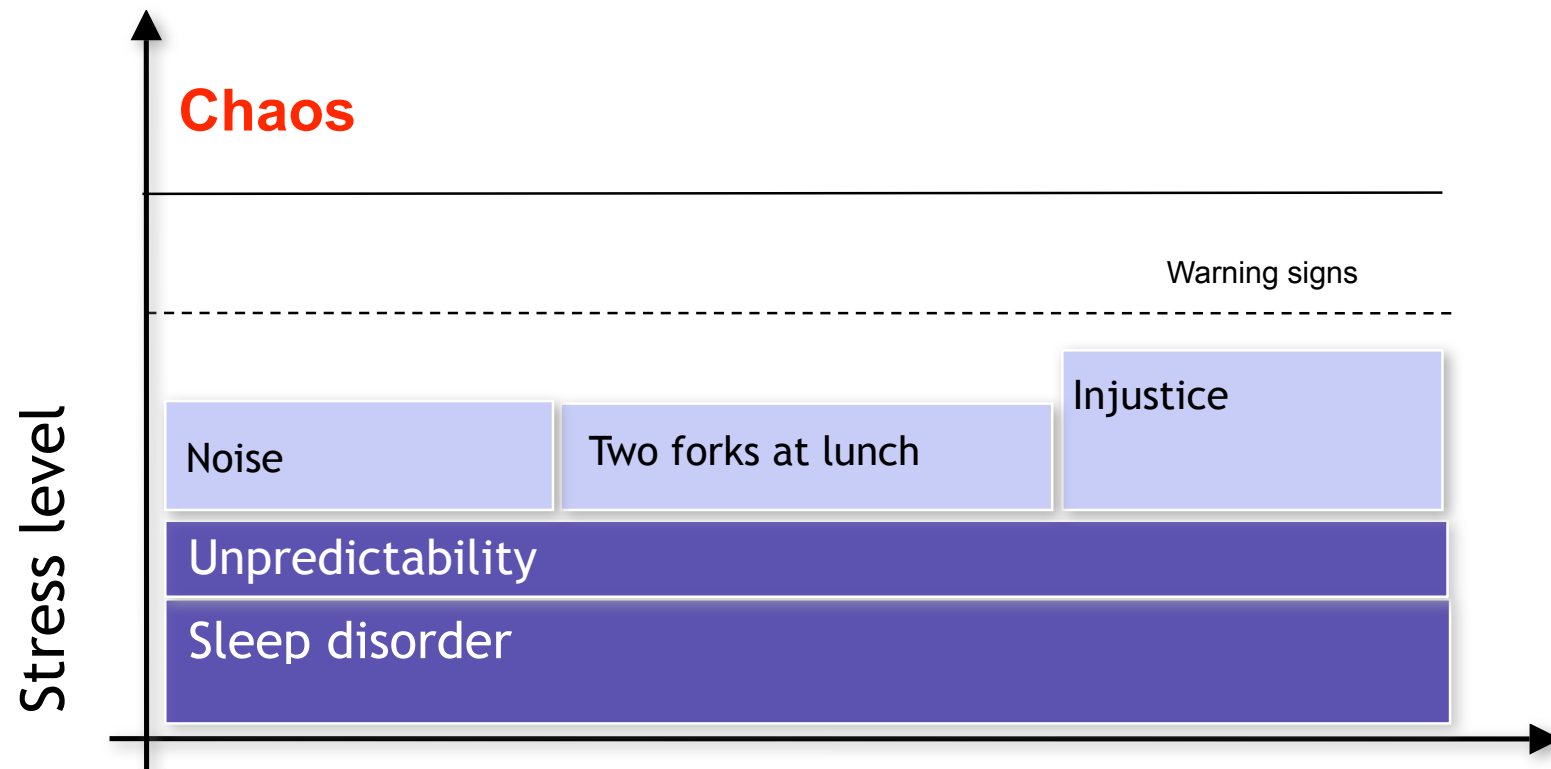 Chaos
Warning signs
Injustice
Noise
Two forks at lunch
Unpredictability
Sleep disorder
Stress level